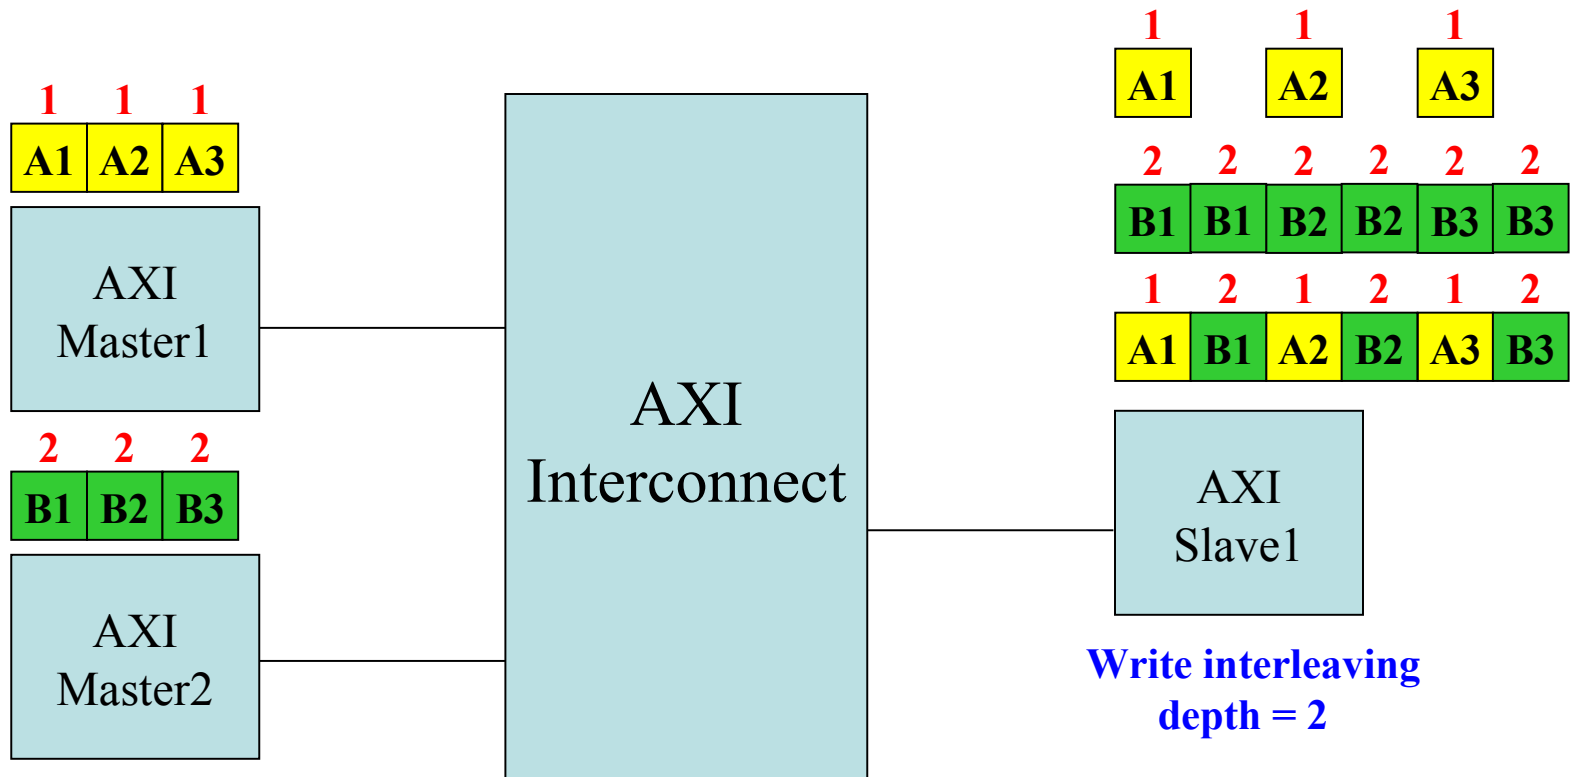 1 1 1
A1 A2 A3
AXI
Master1
2 2 2
B1 B2 B3
AXI
Master2
AXI
Interconnect
1 1 1
A1 A2 A3
2 2 2 2 2 2
B1 B1 B2 B2 B3 B3
1 2 1 2 1 2
A1 B1 A2 B2 A3 B3
AXI
Slave1
Write interleaving
depth = 2